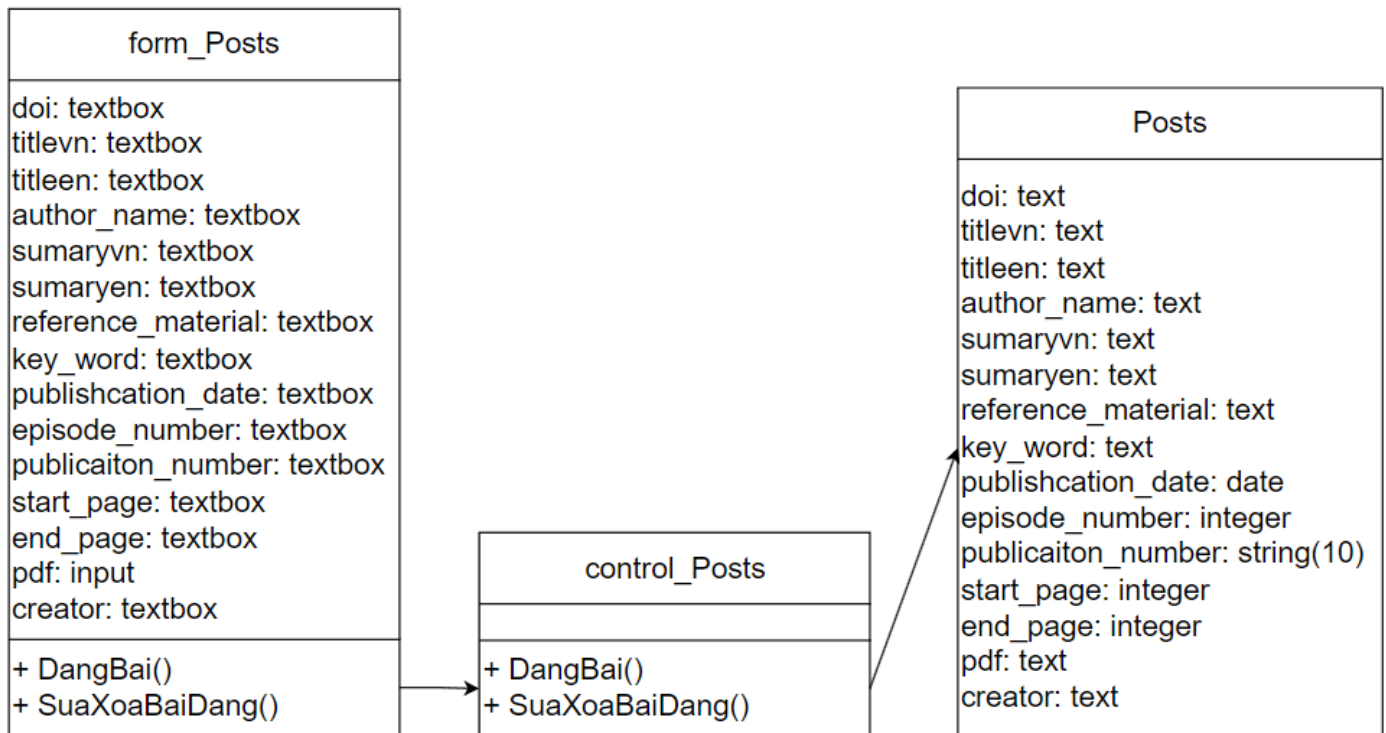 form_Posts
doi: textbox
titlevn: textbox
titleen: textbox
author_name: textbox
sumaryvn: textbox
sumaryen: textbox
reference_material: textbox
key_word: textbox
publishcation_date: textbox
episode_number: textbox
publicaiton_number: textbox
start_page: textbox
end_page: textbox
pdf: input
creator: textbox
+ DangBai()
+ SuaXoaBaiDang()
control_Posts
+ DangBai()
+ SuaXoaBaiDang()
Posts
doi: text
titlevn: text
titleen: text
author_name: text
sumaryvn: text
sumaryen: text
reference_material: text
key_word: text
publishcation_date: date
episode_number: integer
publicaiton_number: string(10)
start_page: integer
end_page: integer
pdf: text
creator: text